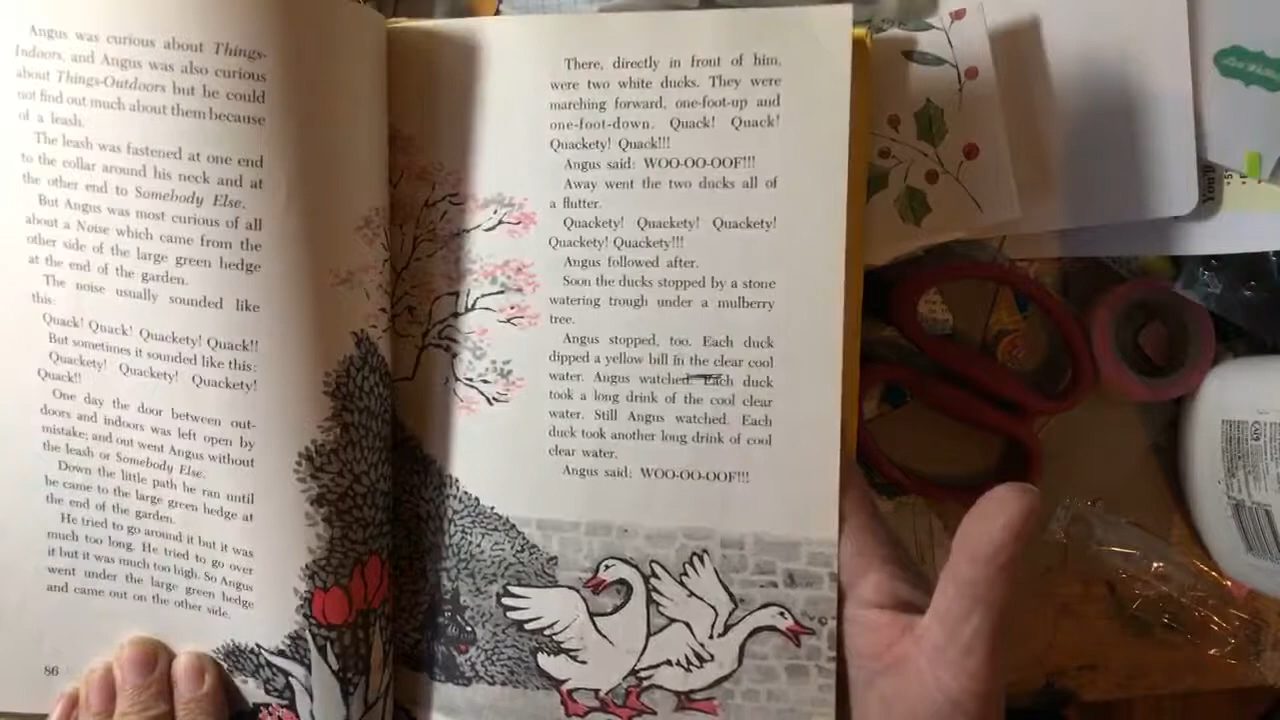 Angus was curious about Things-
Indoors, and Angus was also curious
about Things-Outdoors but he could
not find out much about them because
of a leash.
The leash was fastened at one end
to the collar around his neck and at
the other end to Somebody Else.
But Angus was most curious of all
about a Noise which came from the
other side of the large green hedge
at the end of the garden.
The noise usually sounded like
this:
Quack! Quack! Quackety! Quack!!
But sometimes it sounded like this:
Quackety! Quackety! Quackety!
Quack!!
One day the door between out-
doors and indoors was left open by
mistake; and out went Angus without
the leash or Somebody Else.
Down the little path he ran until
he came to the large green hedge at
the end of the garden.
He tried to go around it but it was
much too long. He tried to go over
it but it was much too high. So Angus
went under the large green hedge
and came out on the other side.
86
There, directly in front of him,
were two white ducks. They were
marching forward, one-foot-up and
one-foot-down. Quack! Quack!
Quackety! Quack!!!
Angus said: WOO-OO-OOF!!!
Away went the two ducks all of
a flutter.
Quackety! Quackety! Quackety!
Quackety! Quackety!!!
Angus followed after.
Soon the ducks stopped by a stone
watering trough under a mulberry
tree.
Angus stopped, too. Each duck
dipped a yellow bill in the clear cool
water. Angus watched. Each duck
took a long drink of the cool clear
water. Still Angus watched. Each
duck took another long drink of cool
clear water.
Angus said: WOO-OO-OOF!!!
You'll